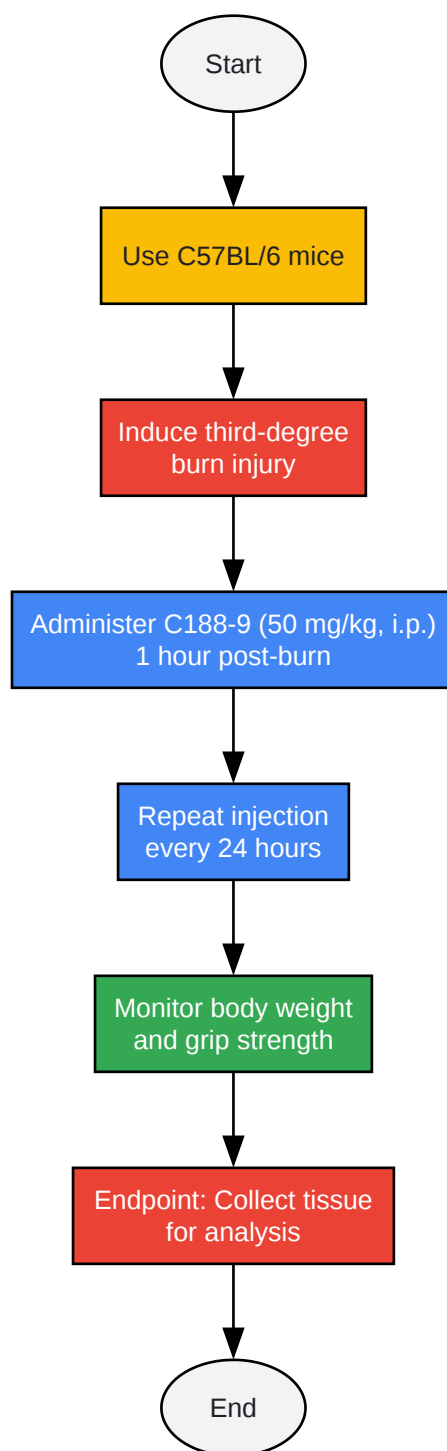 Start
Use C57BL/6 mice
Induce third-degree
burn injury
Administer C188-9 (50 mg/kg, i.p.)
1 hour post-burn
Repeat injection
every 24 hours
Monitor body weight
and grip strength
Endpoint: Collect tissue
for analysis
End